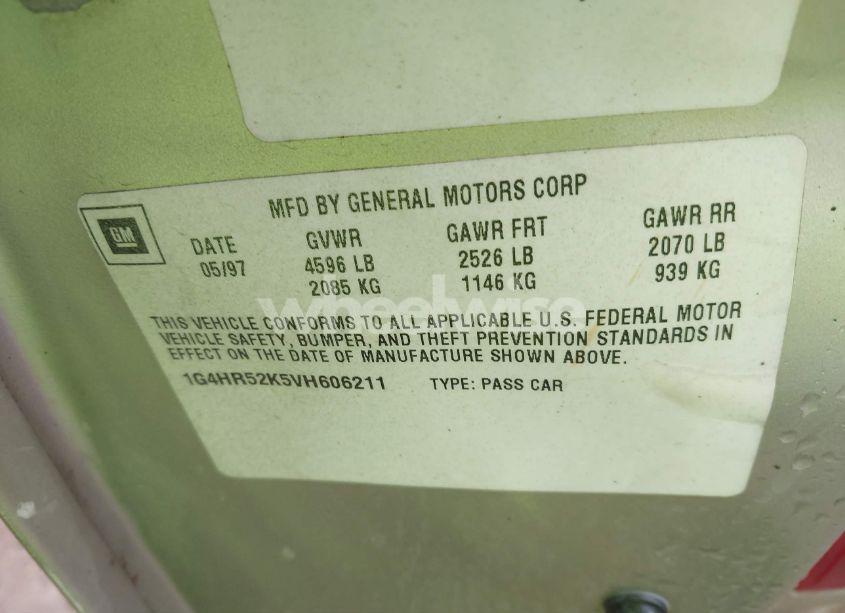 MFD BY GENERAL MOTORS CORP
GM
DATE GVWR GAWR FRT GAWR RR
05/97 4596 LB 2526 LB 2070 LB
2085 KG 1146 KG 939 KG
wheelwise
THIS VEHICLE CONFORMS TO ALL APPLICABLE U.S. FEDERAL MOTOR
VEHICLE SAFETY, BUMPER, AND THEFT PREVENTION STANDARDS IN
EFFECT ON THE DATE OF MANUFACTURE SHOWN ABOVE.
1G4HR52K5VH606211 TYPE: PASS CAR